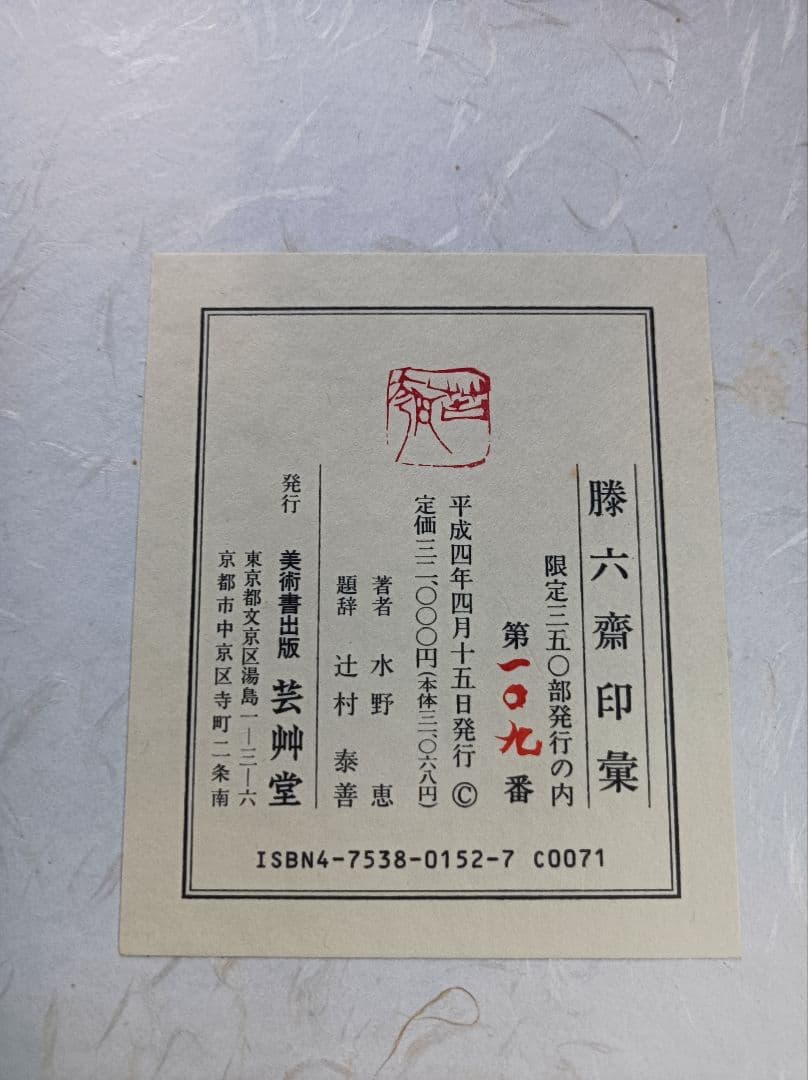 滕六齋印彙
限定三五〇部発行の内
第一〇九番
平成四年四月十五日発行 ©
定価三二、〇〇〇円(本体三一、〇六八円)
著者 水野 恵
題辞 辻村 泰善
発行 美術書出版 芸艸堂
東京都文京区湯島一―三―六
京都市中京区寺町二条南
ISBN4-7538-0152-7 C0071